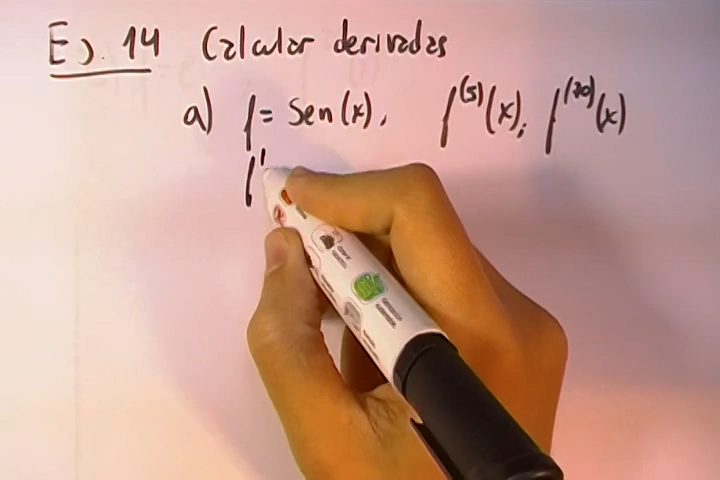 Ej. 14 Calcular derivadas
a) f = Sen(x), f^(5)(x); f^(20)(x)
f'